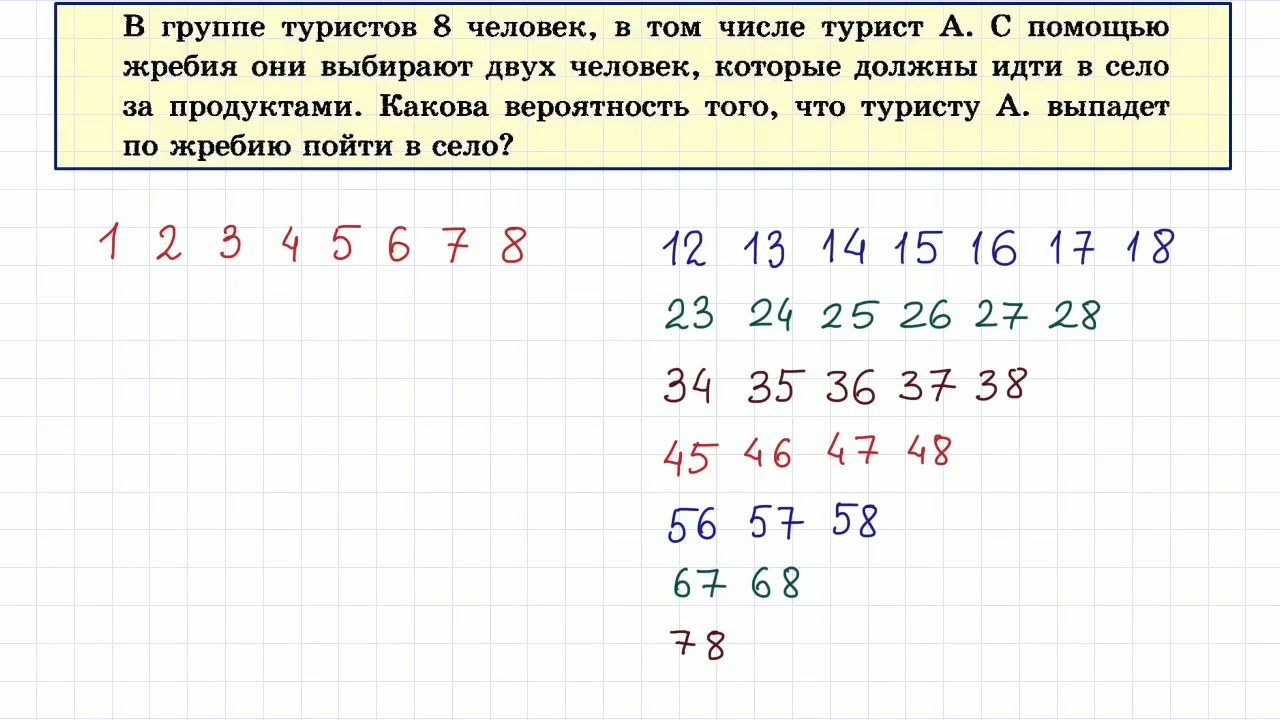 В группе туристов 8 человек, в том числе турист А. С помощью
жребия они выбирают двух человек, которые должны идти в село
за продуктами. Какова вероятность того, что туристу А. выпадет
по жребию пойти в село?
1 2 3 4 5 6 7 8
12 13 14 15 16 17 18
23 24 25 26 27 28
34 35 36 37 38
45 46 47 48
56 57 58
67 68
78